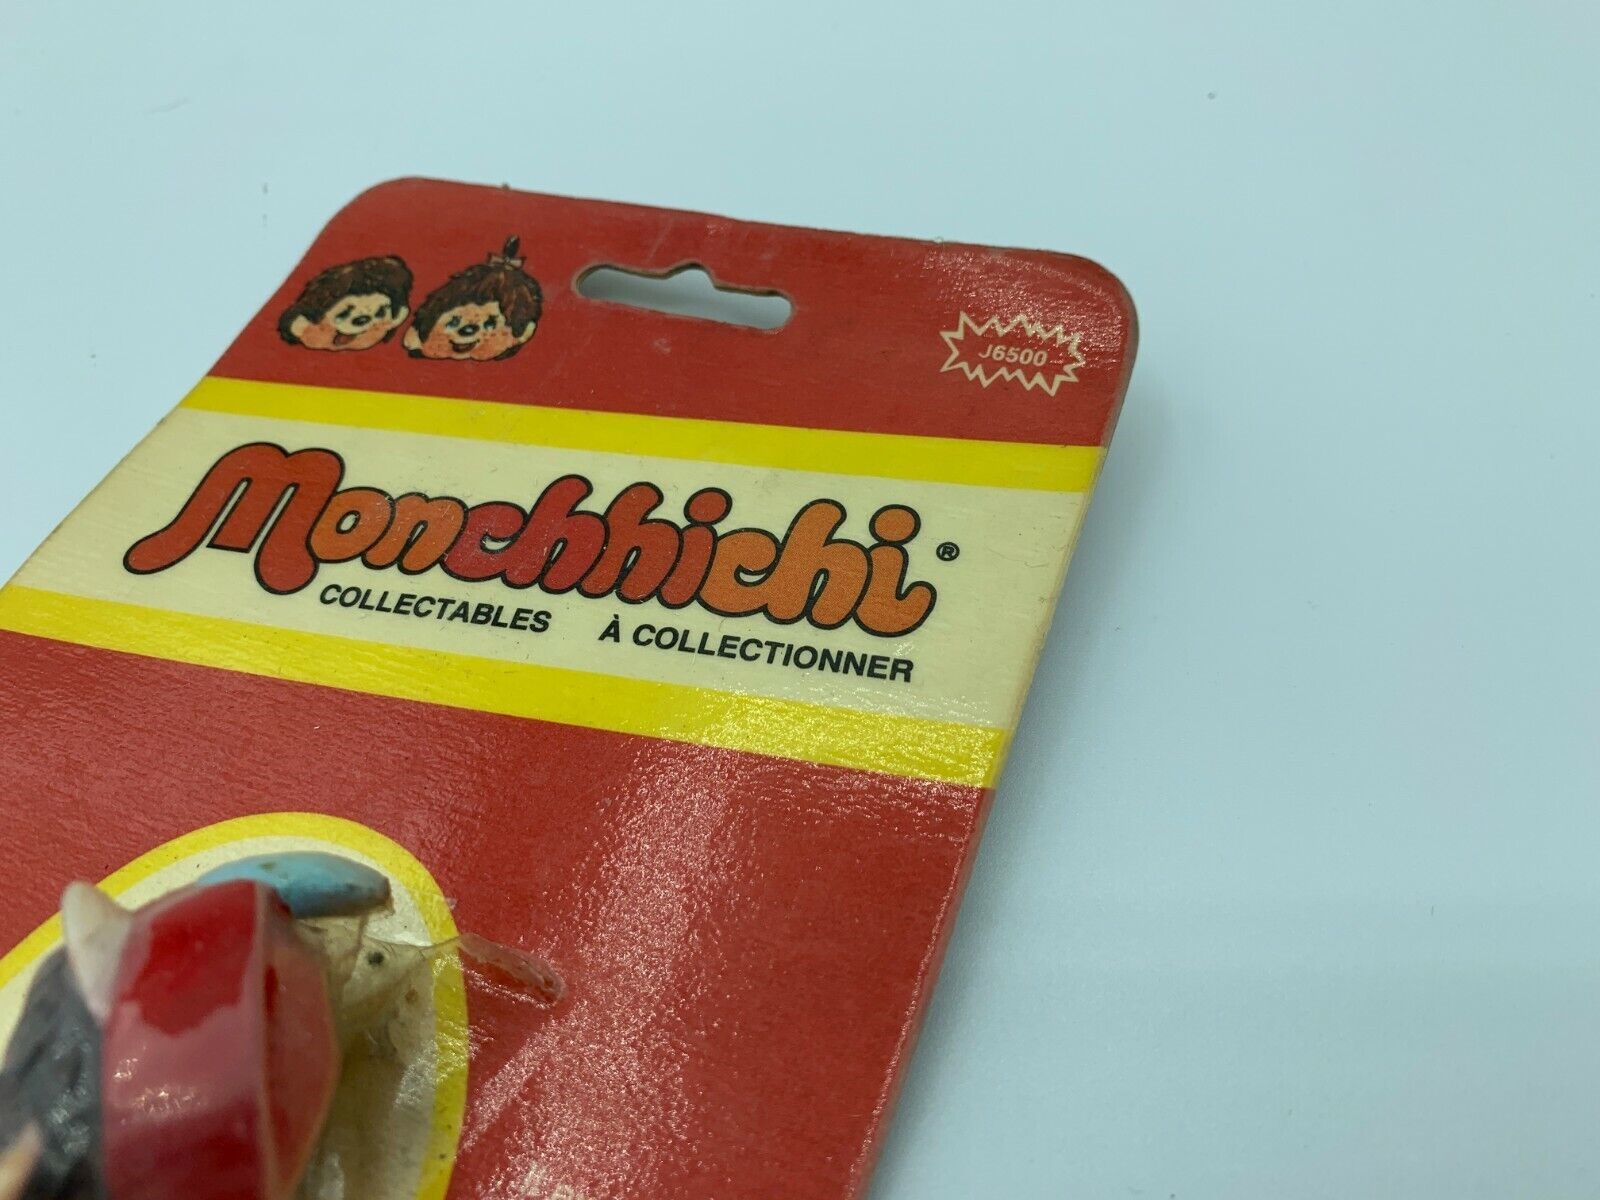 J6500
Monchhichi®
COLLECTABLES À COLLECTIONNER